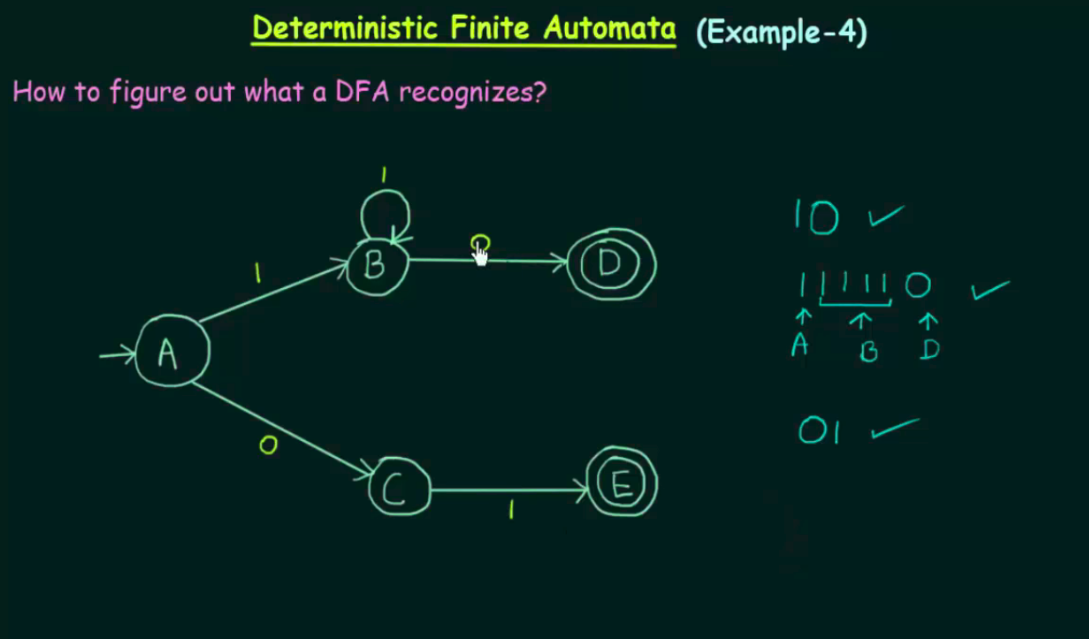 Deterministic Finite Automata (Example-4)
How to figure out what a DFA recognizes?
1
1
B
0
D
A
0
C
1
E
10 ✓
111110 ✓
↑ ↑ ↑
A B D
01 ✓